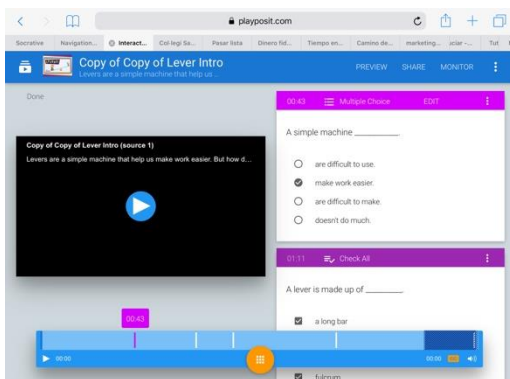 playposit.com
Socrative
Navigation...
Interact...
Col·legi Sa...
Pasar lista
Dinero fid...
Tiempo en...
Camino de...
marketing...
Tut
Copy of Copy of Lever Intro
Levers are a simple machine that help us ...
PREVIEW SHARE MONITOR
Done
Copy of Copy of Lever Intro (source 1)
Levers are a simple machine that help us make work easier. But how d...
00:43 Multiple Choice EDIT
A simple machine __________
are difficult to use.
make work easier.
are difficult to make.
doesn't do much.
01:11 Check All
A lever is made up of ________
a long bar
fulcrum
00:43
00:00
00:00